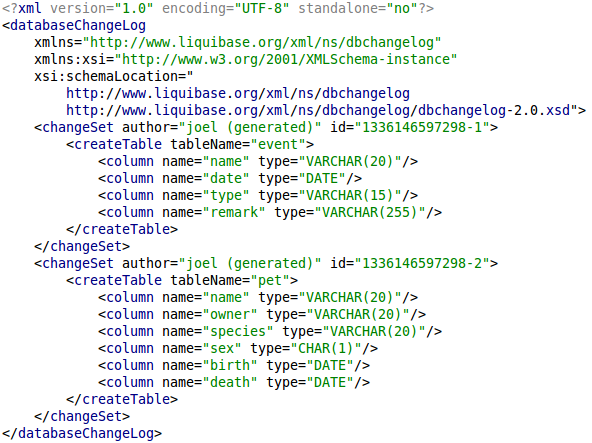 <?xml version="1.0" encoding="UTF-8" standalone="no"?>
<databaseChangeLog
    xmlns="http://www.liquibase.org/xml/ns/dbchangelog"
    xmlns:xsi="http://www.w3.org/2001/XMLSchema-instance"
    xsi:schemaLocation="
        http://www.liquibase.org/xml/ns/dbchangelog
        http://www.liquibase.org/xml/ns/dbchangelog/dbchangelog-2.0.xsd">
    <changeSet author="joel (generated)" id="1336146597298-1">
        <createTable tableName="event">
            <column name="name" type="VARCHAR(20)"/>
            <column name="date" type="DATE"/>
            <column name="type" type="VARCHAR(15)"/>
            <column name="remark" type="VARCHAR(255)"/>
        </createTable>
    </changeSet>
    <changeSet author="joel (generated)" id="1336146597298-2">
        <createTable tableName="pet">
            <column name="name" type="VARCHAR(20)"/>
            <column name="owner" type="VARCHAR(20)"/>
            <column name="species" type="VARCHAR(20)"/>
            <column name="sex" type="CHAR(1)"/>
            <column name="birth" type="DATE"/>
            <column name="death" type="DATE"/>
        </createTable>
    </changeSet>
</databaseChangeLog>